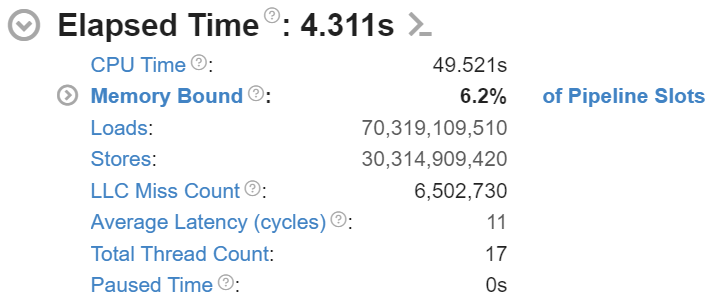 Elapsed Time ?: 4.311s
CPU Time ?: 49.521s
Memory Bound ?: 6.2% of Pipeline Slots
Loads: 70,319,109,510
Stores: 30,314,909,420
LLC Miss Count ?: 6,502,730
Average Latency (cycles) ?: 11
Total Thread Count: 17
Paused Time ?: 0s